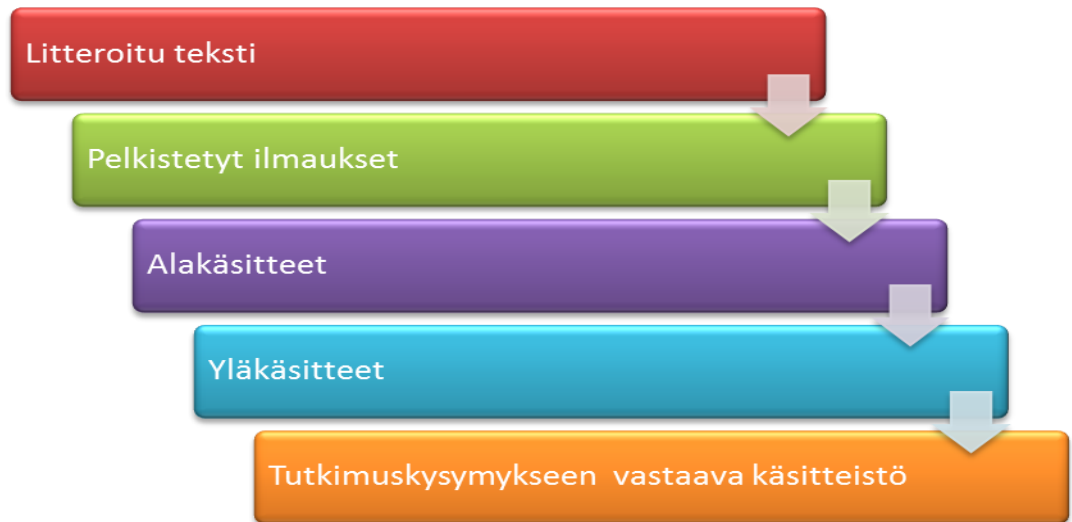 Litteroitu teksti
Pelkistetyt ilmaukset
Alakäsitteet
Yläkäsitteet
Tutkimuskysymykseen vastaava käsitteistö